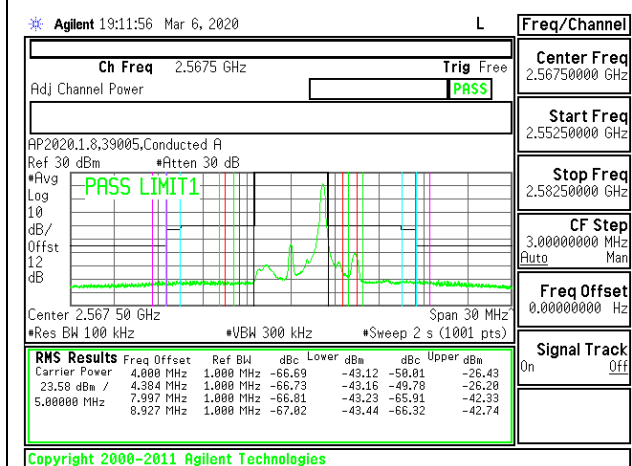 Agilent 19:11:56 Mar 6, 2020 L
Freq/Channel
Ch Freq 2.5675 GHz Trig Free
Adj Channel Power PASS
AP2020.1.8,39005,Conducted A
Ref 30 dBm #Atten 30 dB
#Avg
Log
10
dB/
Offst
12
dB
PASS LIMIT1
Center 2.567 50 GHz Span 30 MHz
#Res BW 100 kHz #VBW 300 kHz #Sweep 2 s (1001 pts)
RMS Results Freq Offset Ref BW dBc Lower dBm dBc Upper dBm
Carrier Power 4.000 MHz 1.000 MHz -66.69 -43.12 -50.01 -26.43
23.58 dBm / 4.384 MHz 1.000 MHz -66.73 -43.16 -49.78 -26.20
5.00000 MHz 7.997 MHz 1.000 MHz -66.81 -43.23 -65.91 -42.33
8.927 MHz 1.000 MHz -67.02 -43.44 -66.32 -42.74
Copyright 2000-2011 Agilent Technologies
Center Freq
2.56750000 GHz
Start Freq
2.55250000 GHz
Stop Freq
2.58250000 GHz
CF Step
3.00000000 MHz
Auto Man
Freq Offset
0.00000000 Hz
Signal Track
On Off